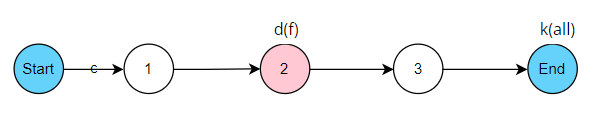 d(f)
k(all)
Start
c
1
2
3
End